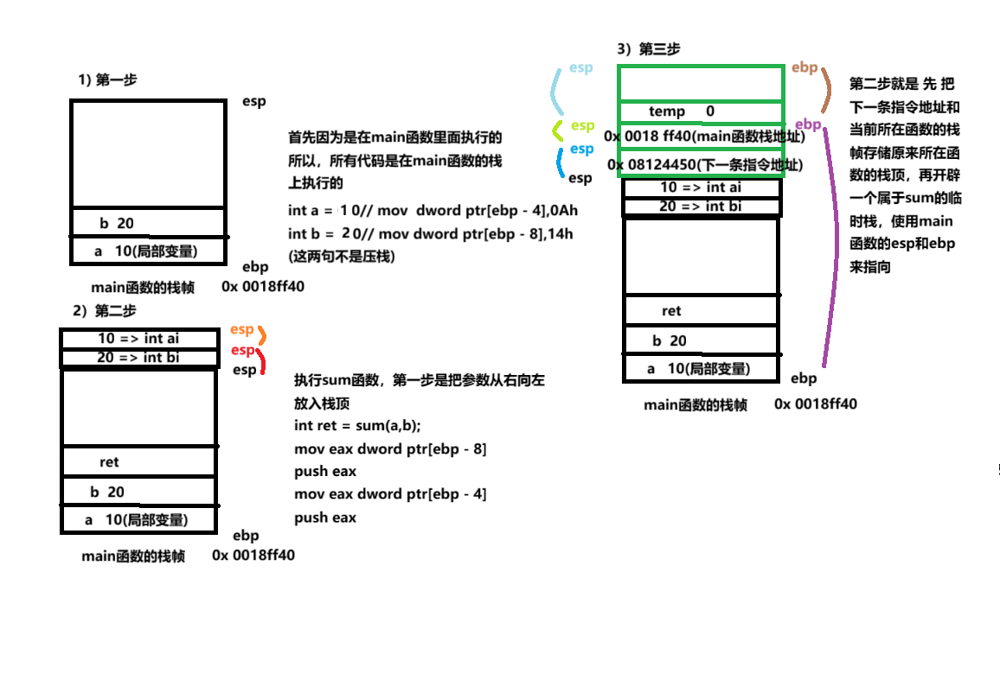 1) 第一步
esp
b 20
a 10(局部变量)
ebp
main函数的栈帧 0x 0018ff40
首先因为是在main函数里面执行的
所以，所有代码是在main函数的栈
上执行的
int a = 1 0// mov dword ptr[ebp - 4],0Ah
int b = 2 0// mov dword ptr[ebp - 8],14h
(这两句不是压栈)
2）第二步
10 => int ai
esp
20 => int bi
esp
esp
ret
b 20
a 10(局部变量)
ebp
main函数的栈帧 0x 0018ff40
执行sum函数，第一步是把参数从右向左
放入栈顶
int ret = sum(a,b);
mov eax dword ptr[ebp - 8]
push eax
mov eax dword ptr[ebp - 4]
push eax
3）第三步
esp
ebp
temp 0
esp
ebp
0x 0018 ff40(main函数栈地址)
esp
0x 08124450(下一条指令地址)
esp
10 => int ai
20 => int bi
ret
b 20
a 10(局部变量)
ebp
main函数的栈帧 0x 0018ff40
第二步就是 先 把
下一条指令地址和
当前所在函数的栈
帧存储原来所在函
数的栈顶，再开辟
一个属于sum的临
时栈，使用main
函数的esp和ebp
来指向